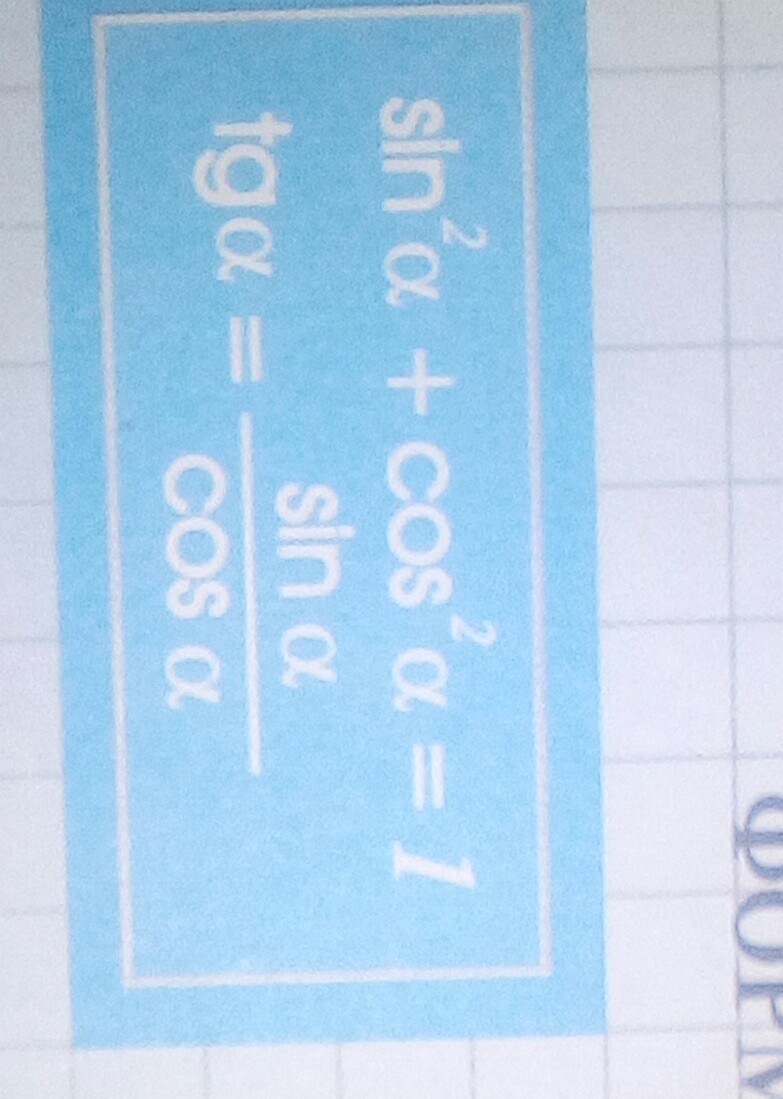 sin²α + cos²α = 1
tgα = sin α / cos α